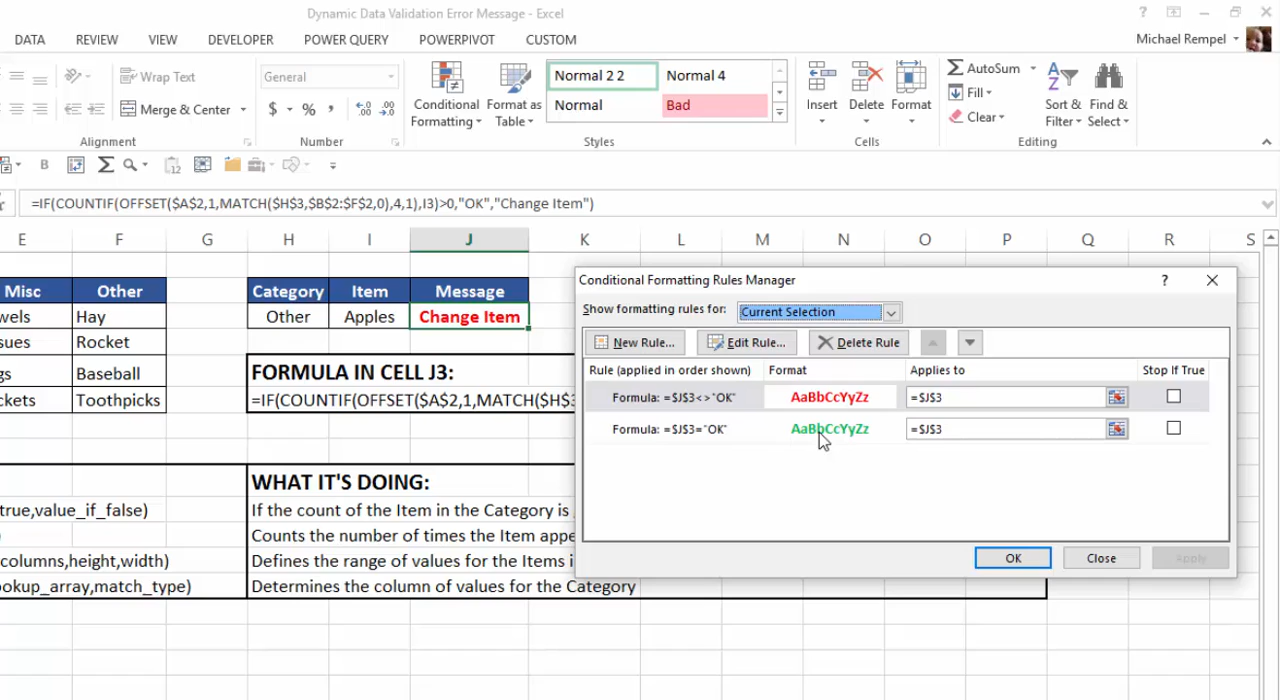 Dynamic Data Validation Error Message - Excel
?
DATA REVIEW VIEW DEVELOPER POWER QUERY POWERPIVOT CUSTOM
Michael Rempel
Wrap Text
General
Normal 2 2
Normal 4
AutoSum
Merge & Center
$ % ,
Conditional Formatting
Format as Table
Normal
Bad
Insert Delete Format
Fill
Clear
Sort & Filter
Find & Select
Alignment Number Styles Cells Editing
B
=IF(COUNTIF(OFFSET($A$2,1,MATCH($H$3,$B$2:$F$2,0),4,1),I3)>0,"OK","Change Item")
E F G H I J K L M N O P Q R S
Misc Other Category Item Message
wels Hay Other Apples Change Item
sues Rocket
gs Baseball
kets Toothpicks
FORMULA IN CELL J3:
=IF(COUNTIF(OFFSET($A$2,1,MATCH($H$3
WHAT IT'S DOING:
true,value_if_false) If the count of the Item in the Category is
) Counts the number of times the Item appe
columns,height,width) Defines the range of values for the Items i
ookup_array,match_type) Determines the column of values for the Category
Conditional Formatting Rules Manager
?
Show formatting rules for: Current Selection
New Rule... Edit Rule... Delete Rule
Rule (applied in order shown) Format Applies to Stop If True
Formula: =$J$3<>"OK" AaBbCcYyZz =$J$3
Formula: =$J$3="OK" AaBbCcYyZz =$J$3
OK Close Apply